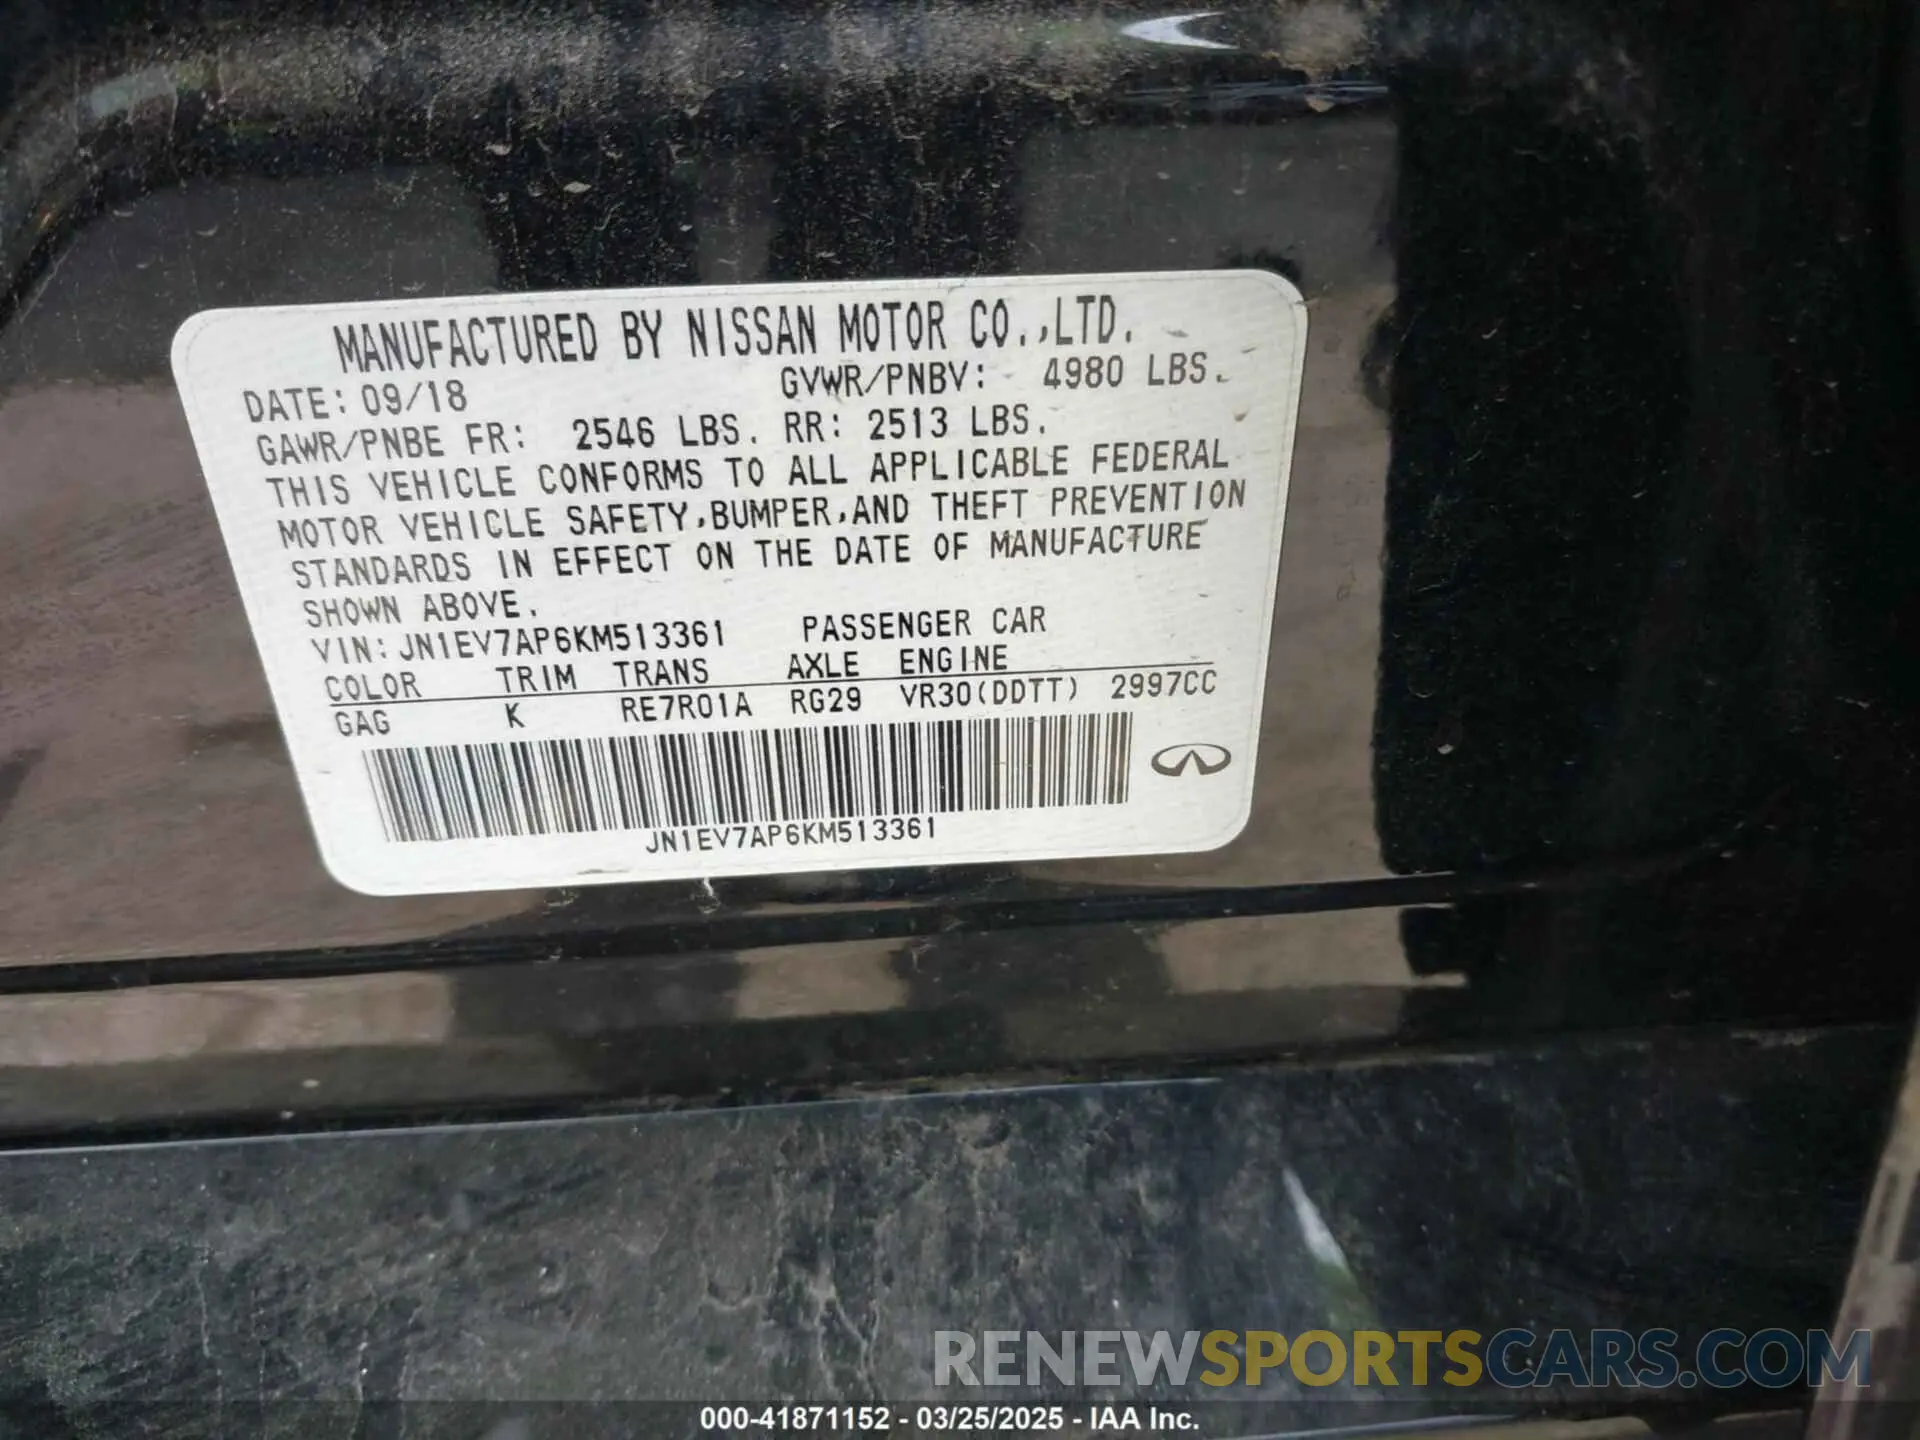 MANUFACTURED BY NISSAN MOTOR CO.,LTD.
DATE: 09/18 GVWR/PNBV: 4980 LBS.
GAWR/PNBE FR: 2546 LBS. RR: 2513 LBS.
THIS VEHICLE CONFORMS TO ALL APPLICABLE FEDERAL
MOTOR VEHICLE SAFETY,BUMPER,AND THEFT PREVENTION
STANDARDS IN EFFECT ON THE DATE OF MANUFACTURE
SHOWN ABOVE.
VIN: JN1EV7AP6KM513361 PASSENGER CAR
COLOR TRIM TRANS AXLE ENGINE
GAG K RE7R01A RG29 VR30(DDTT) 2997CC
JN1EV7AP6KM513361
RENEWSPORTSCARS.COM
000-41871152 - 03/25/2025 - IAA Inc.